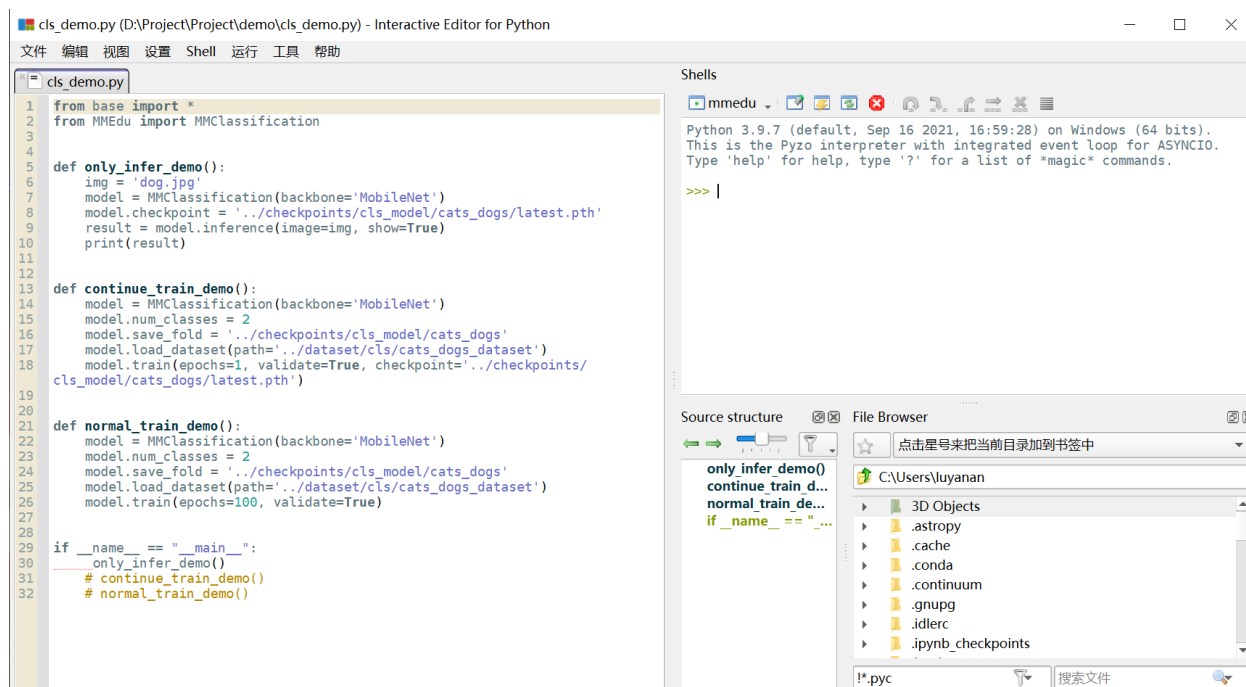 cls_demo.py (D:\Project\Project\demo\cls_demo.py) - Interactive Editor for Python
文件 编辑 视图 设置 Shell 运行 工具 帮助
cls_demo.py
1 from base import *
2 from MMEdu import MMClassification
3
4
5 def only_infer_demo():
6     img = 'dog.jpg'
7     model = MMClassification(backbone='MobileNet')
8     model.checkpoint = '../checkpoints/cls_model/cats_dogs/latest.pth'
9     result = model.inference(image=img, show=True)
10     print(result)
11
12
13 def continue_train_demo():
14     model = MMClassification(backbone='MobileNet')
15     model.num_classes = 2
16     model.save_fold = '../checkpoints/cls_model/cats_dogs'
17     model.load_dataset(path='../dataset/cls/cats_dogs_dataset')
18     model.train(epochs=1, validate=True, checkpoint='../checkpoints/
cls_model/cats_dogs/latest.pth')
19
20
21 def normal_train_demo():
22     model = MMClassification(backbone='MobileNet')
23     model.num_classes = 2
24     model.save_fold = '../checkpoints/cls_model/cats_dogs'
25     model.load_dataset(path='../dataset/cls/cats_dogs_dataset')
26     model.train(epochs=100, validate=True)
27
28
29 if __name__ == "__main__":
30     only_infer_demo()
31     # continue_train_demo()
32     # normal_train_demo()
Shells
mmedu
Python 3.9.7 (default, Sep 16 2021, 16:59:28) on Windows (64 bits).
This is the Pyzo interpreter with integrated event loop for ASYNCIO.
Type 'help' for help, type '?' for a list of *magic* commands.
>>>
Source structure
only_infer_demo()
continue_train_d...
normal_train_de...
if __name__ == "_...
File Browser
点击星号来把当前目录加到书签中
C:\Users\luyanan
3D Objects
.astropy
.cache
.conda
.continuum
.gnupg
.idlerc
.ipynb_checkpoints
!*.pyc
搜索文件